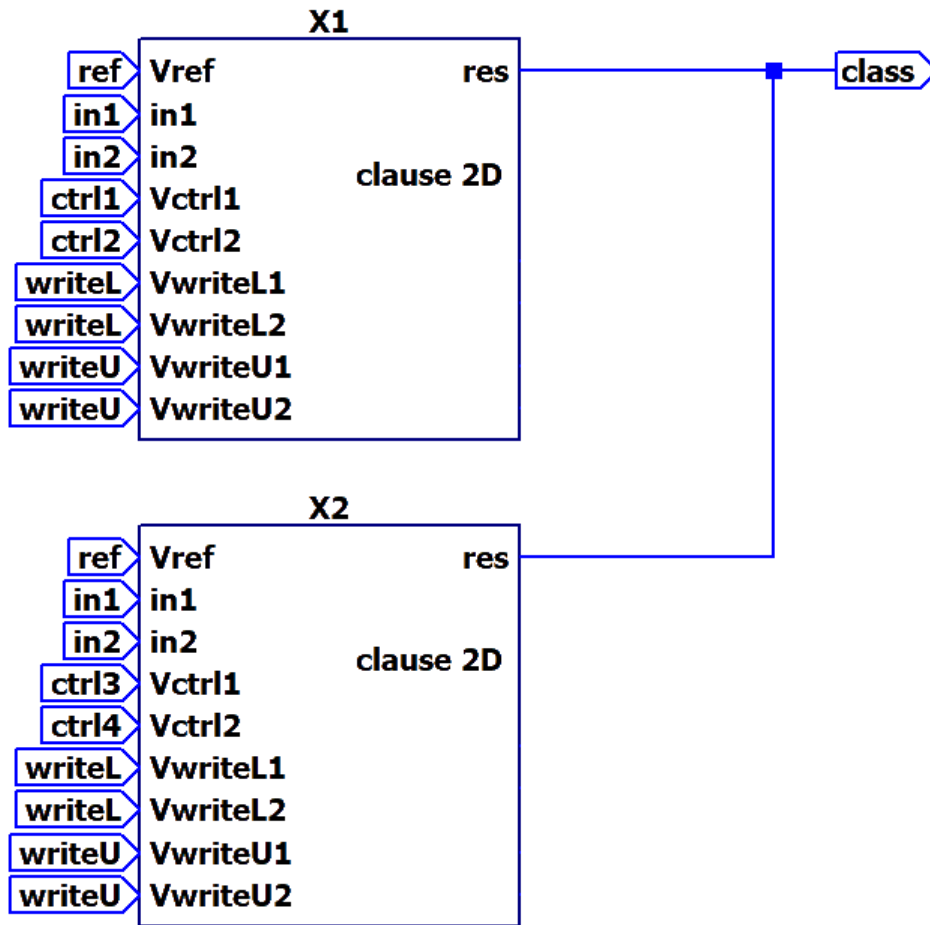 X1
ref Vref res class
in1 in1
in2 in2 clause 2D
ctrl1 Vctrl1
ctrl2 Vctrl2
writeL VwriteL1
writeL VwriteL2
writeU VwriteU1
writeU VwriteU2
X2
ref Vref res
in1 in1
in2 in2 clause 2D
ctrl3 Vctrl1
ctrl4 Vctrl2
writeL VwriteL1
writeL VwriteL2
writeU VwriteU1
writeU VwriteU2